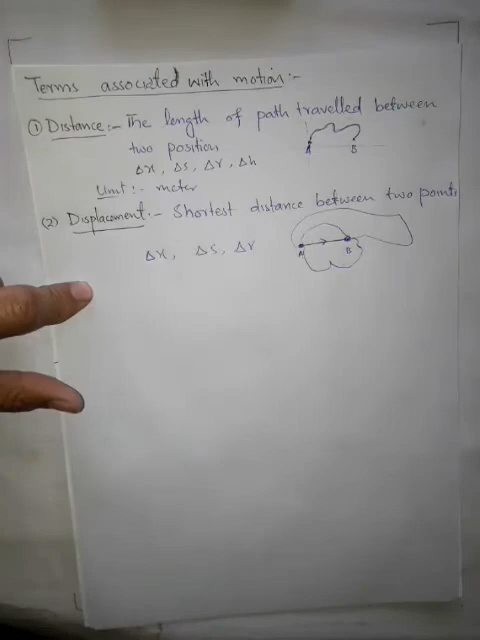 Terms associated with motion:-
① Distance:- The length of path travelled between
two position
Δx, Δs, Δr, Δh
A B
Unit:- meter
(2) Displacement:- Shortest distance between two points
A B
Δx, Δs, Δr